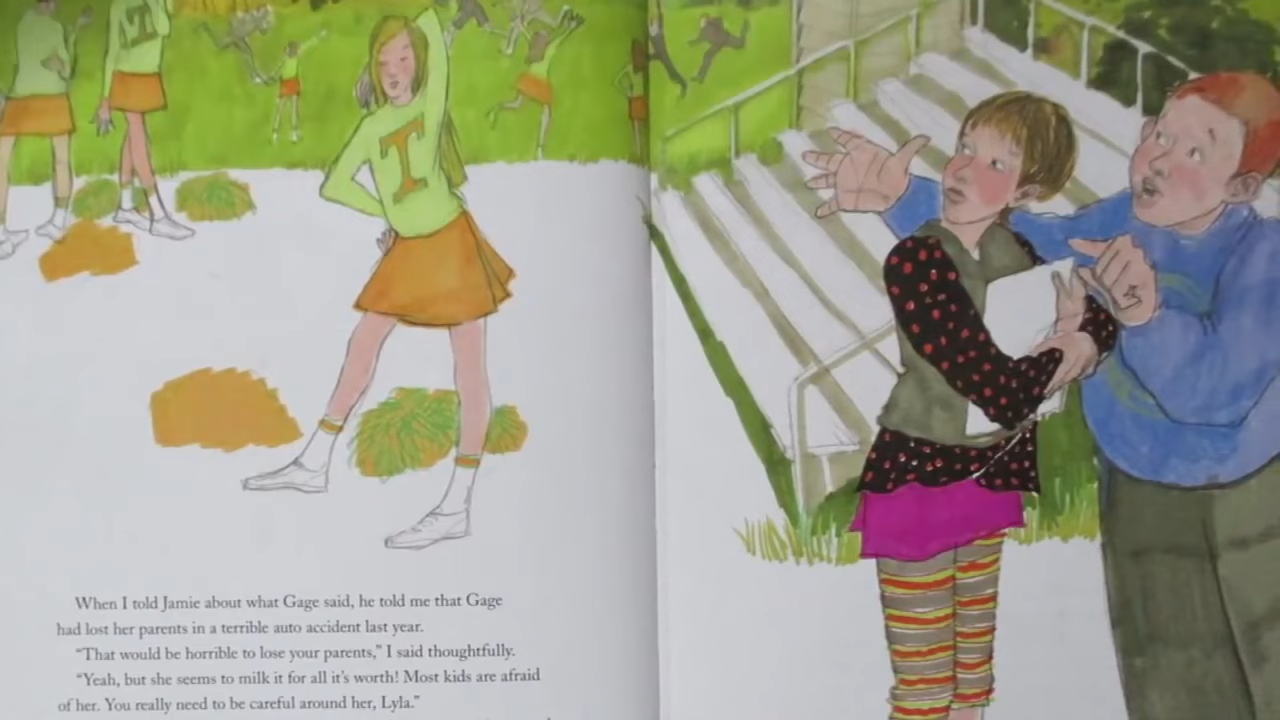 T
T
When I told Jamie about what Gage said, he told me that Gage
had lost her parents in a terrible auto accident last year.
“That would be horrible to lose your parents,” I said thoughtfully.
“Yeah, but she seems to milk it for all it’s worth! Most kids are afraid
of her. You really need to be careful around her, Lyla.”